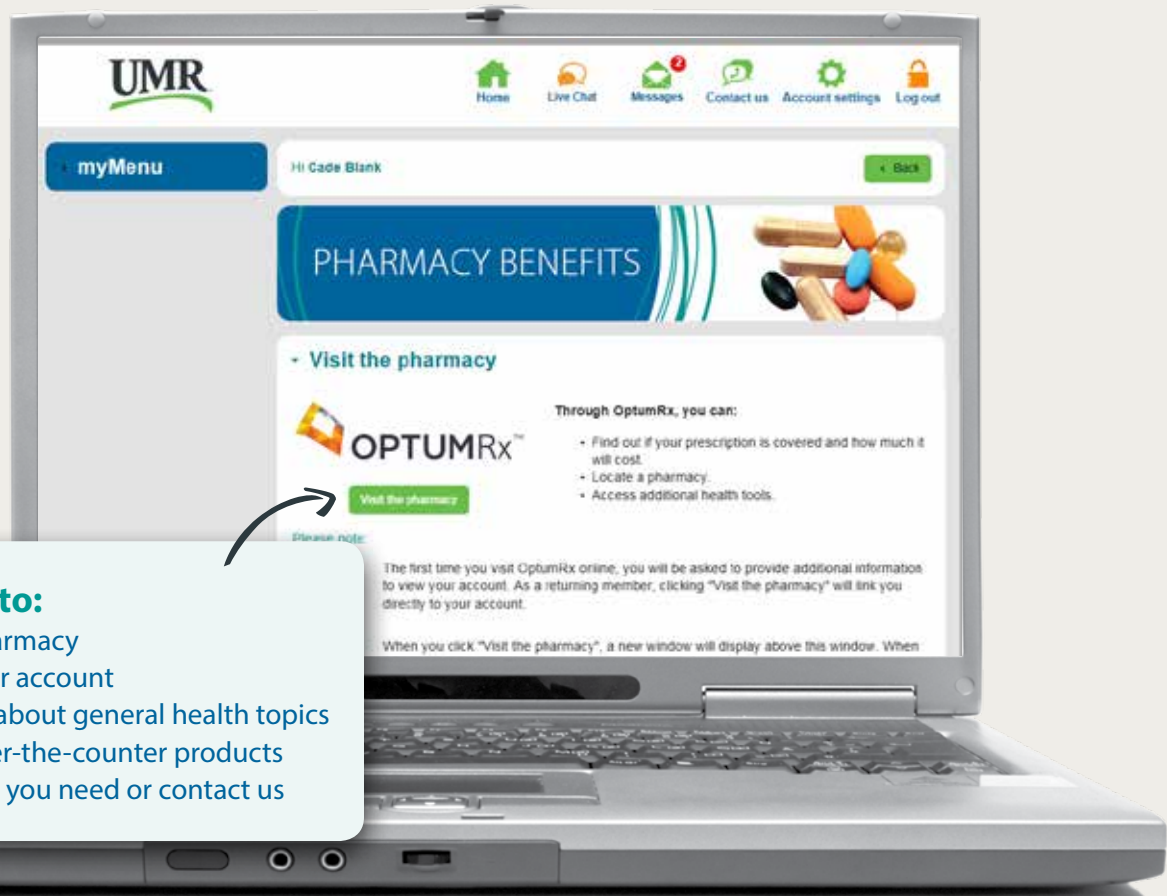 UMR
2
Home Live Chat Messages Contact us Account settings Log out
myMenu
Hi Cade Blank
Back
PHARMACY BENEFITS
Visit the pharmacy
OPTUMRx™
Visit the pharmacy
Through OptumRx, you can:
• Find out if your prescription is covered and how much it
will cost.
• Locate a pharmacy.
• Access additional health tools.
Please note:
The first time you visit OptumRx online, you will be asked to provide additional information
to view your account. As a returning member, clicking "Visit the pharmacy" will link you
directly to your account.
When you click "Visit the pharmacy", a new window will display above this window. When
to:
armacy
r account
about general health topics
er-the-counter products
you need or contact us